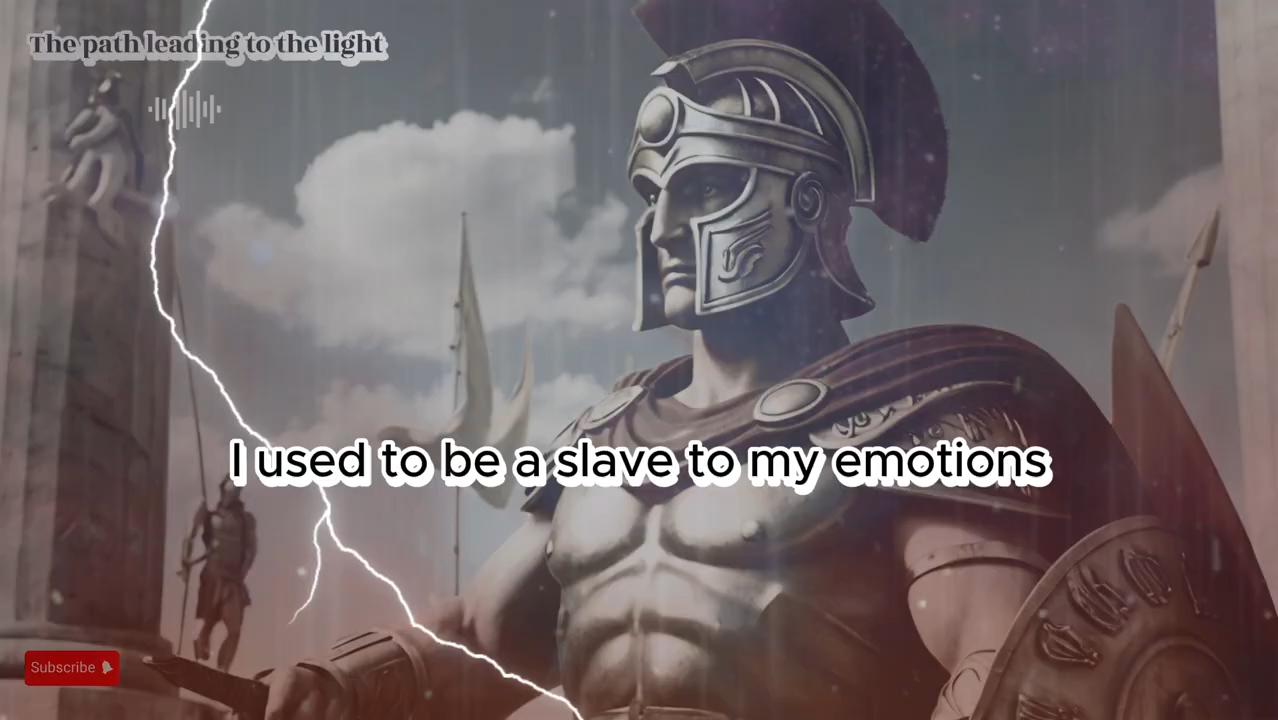 The path leading to the light
I used to be a slave to my emotions
Subscribe